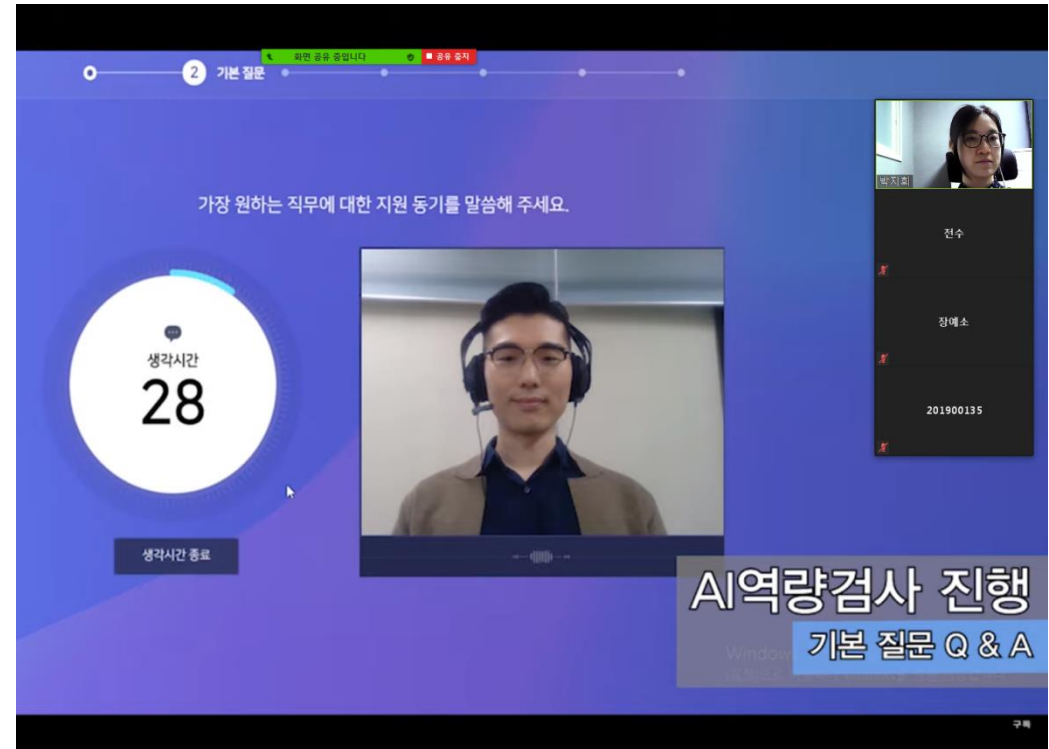 화면 공유 중입니다
공유 중지
2 기본 질문
박지희
가장 원하는 직무에 대한 지원 동기를 말씀해 주세요.
전수
생각시간
28
장예소
201900135
생각시간 종료
AI역량검사 진행
기본 질문 Q & A
Window
구독